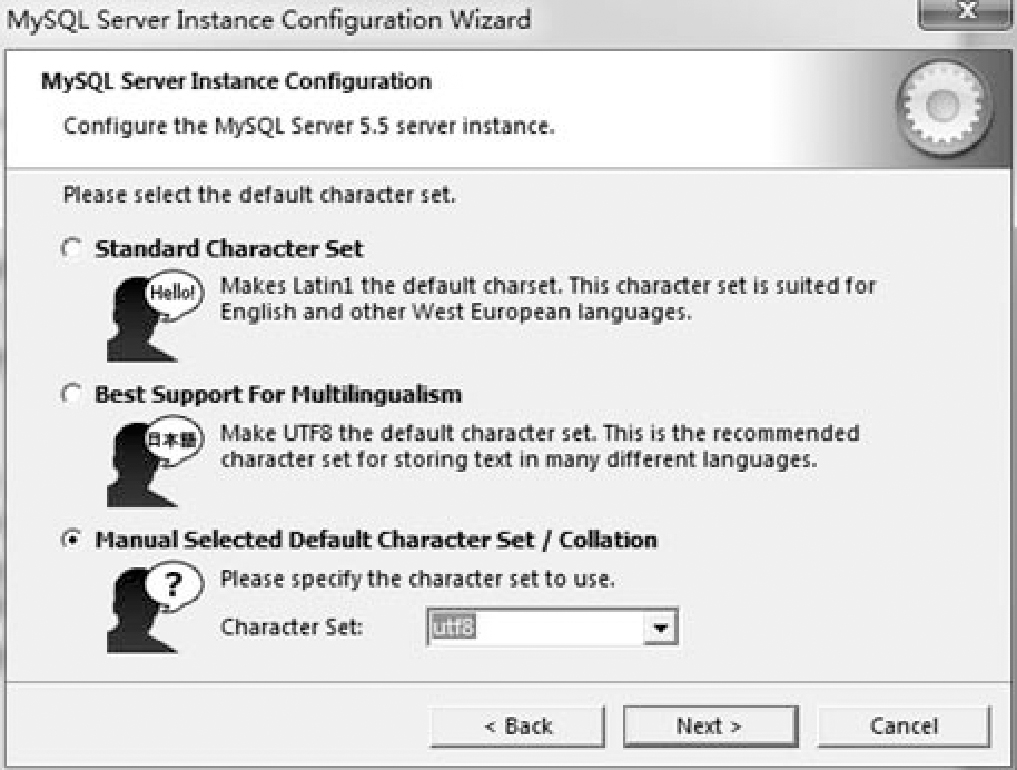 MySQL Server Instance Configuration Wizard
x
MySQL Server Instance Configuration
Configure the MySQL Server 5.5 server instance.
Please select the default character set.
Standard Character Set
Hello!
Makes Latin1 the default charset. This character set is suited for
English and other West European languages.
Best Support For Multilingualism
日本語
Make UTF8 the default character set. This is the recommended
character set for storing text in many different languages.
Manual Selected Default Character Set / Collation
?
Please specify the character set to use.
Character Set: utf8
< Back Next > Cancel